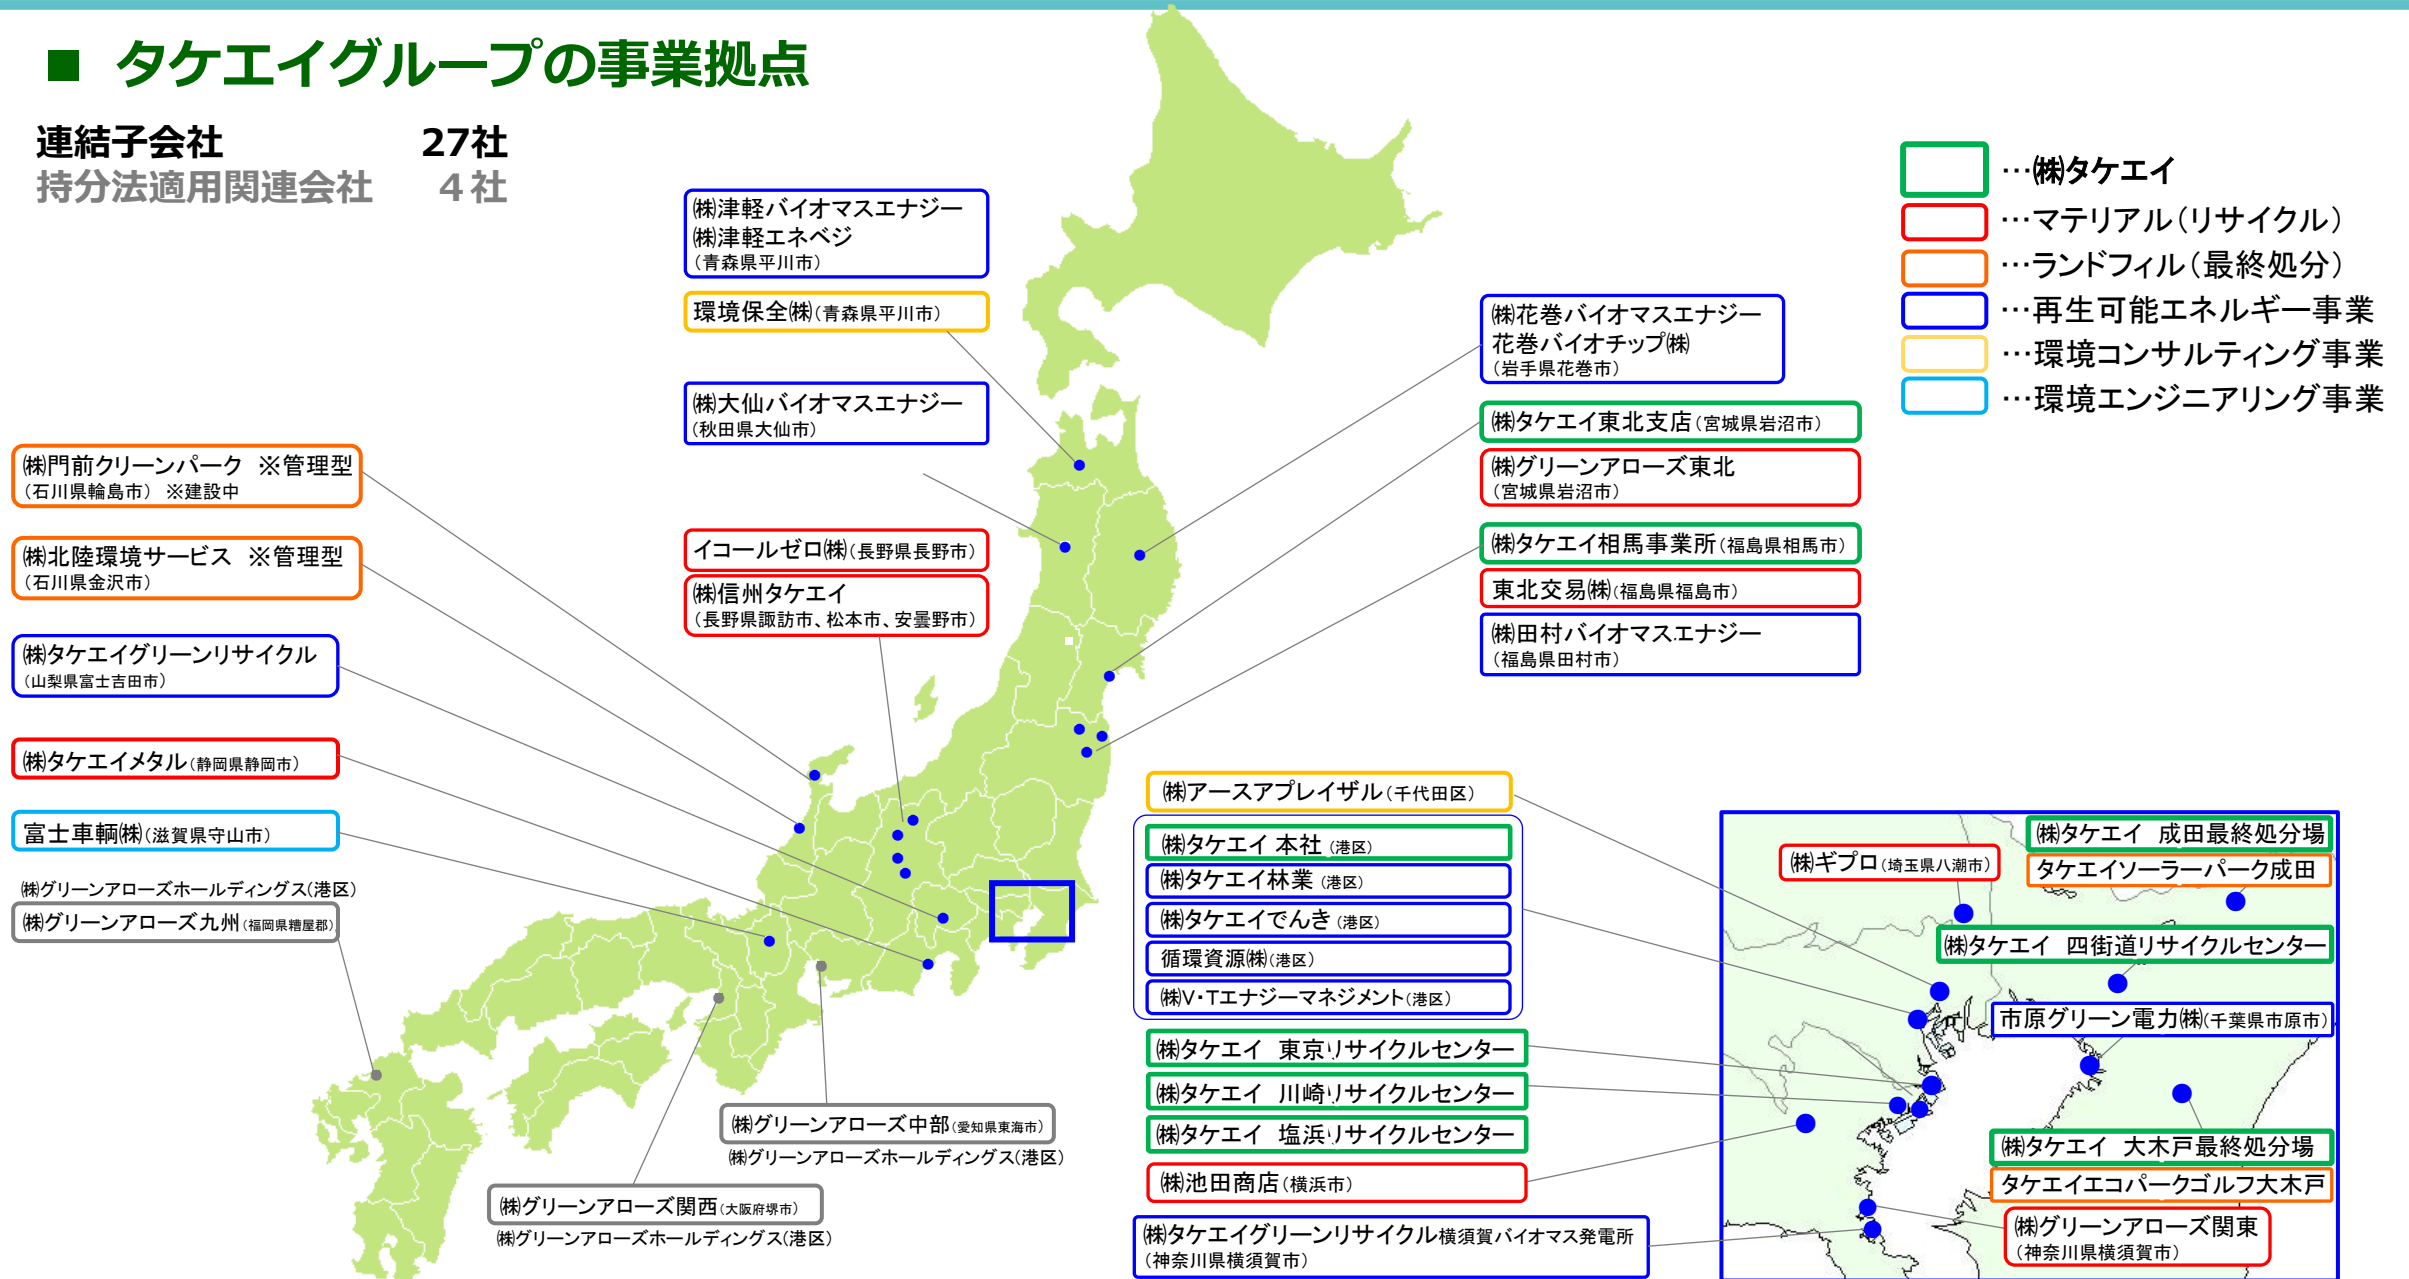 ■ タケエイグループの事業拠点
連結子会社 27社
持分法適用関連会社 4社
㈱津軽バイオマスエナジー
㈱津軽エネベジ
（青森県平川市）
環境保全㈱（青森県平川市）
㈱大仙バイオマスエナジー
（秋田県大仙市）
イコールゼロ㈱（長野県長野市）
㈱信州タケエイ
（長野県諏訪市、松本市、安曇野市）
㈱門前クリーンパーク ※管理型
（石川県輪島市） ※建設中
㈱北陸環境サービス ※管理型
（石川県金沢市）
㈱タケエイグリーンリサイクル
（山梨県富士吉田市）
㈱タケエイメタル（静岡県静岡市）
富士車輌㈱（滋賀県守山市）
㈱グリーンアローズホールディングス(港区)
㈱グリーンアローズ九州（福岡県糟屋郡）
㈱グリーンアローズ中部（愛知県東海市）
㈱グリーンアローズホールディングス(港区)
㈱グリーンアローズ関西（大阪府堺市）
㈱グリーンアローズホールディングス(港区)
㈱花巻バイオマスエナジー
花巻バイオチップ㈱
（岩手県花巻市）
㈱タケエイ東北支店（宮城県岩沼市）
㈱グリーンアローズ東北
（宮城県岩沼市）
㈱タケエイ相馬事業所（福島県相馬市）
東北交易㈱（福島県福島市）
㈱田村バイオマスエナジー
（福島県田村市）
…㈱タケエイ
…マテリアル（リサイクル）
…ランドフィル（最終処分）
…再生可能エネルギー事業
…環境コンサルティング事業
…環境エンジニアリング事業
㈱アースアプレイザル（千代田区）
㈱タケエイ 本社（港区）
㈱タケエイ林業（港区）
㈱タケエイでんき（港区）
循環資源㈱（港区）
㈱V・Tエナジーマネジメント（港区）
㈱タケエイ 東京リサイクルセンター
㈱タケエイ 川崎リサイクルセンター
㈱タケエイ 塩浜リサイクルセンター
㈱池田商店（横浜市）
㈱タケエイグリーンリサイクル横須賀バイオマス発電所
（神奈川県横須賀市）
㈱タケエイ 成田最終処分場
タケエイソーラーパーク成田
㈱ギプロ（埼玉県八潮市）
㈱タケエイ 四街道リサイクルセンター
市原グリーン電力㈱(千葉県市原市)
㈱タケエイ 大木戸最終処分場
タケエイエコパークゴルフ大木戸
㈱グリーンアローズ関東
（神奈川県横須賀市）